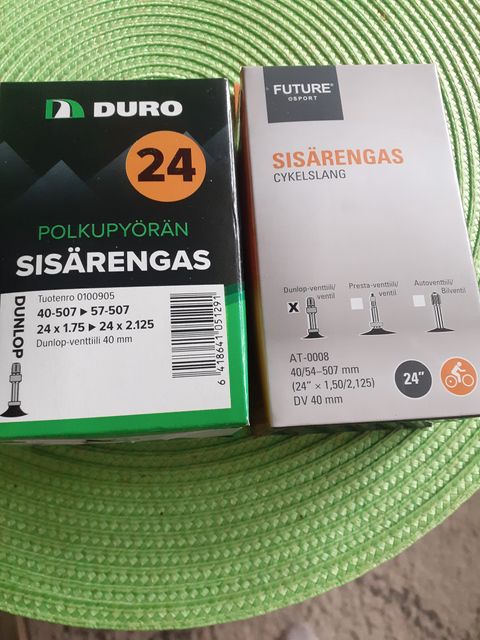 DURO
24
POLKUPYÖRÄN
SISÄRENGAS
DUNLOP
Tuotenro 0100905
40-507 ▶ 57-507
24 x 1.75 ▶ 24 x 2.125
Dunlop-venttiili 40 mm
6 418641 051291
FUTURE
eSPORT
SISÄRENGAS
CYKELSLANG
Dunlop-venttiili/
ventil
Presta-venttiili/
ventil
Autoventtiili/
Bilventil
X
AT-0008
40/54–507 mm
(24" × 1,50/2,125)
DV 40 mm
24"